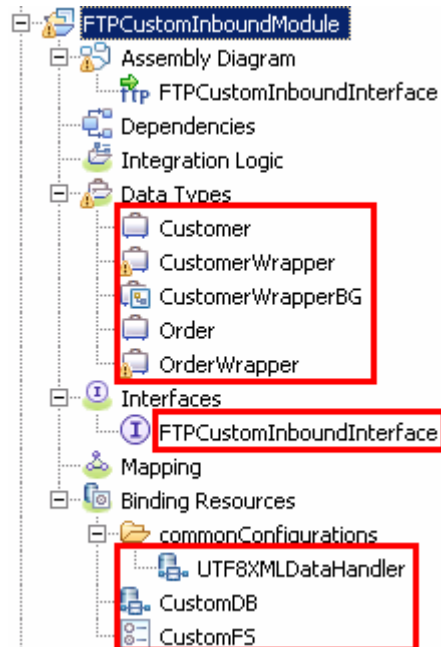 FTPCustomInboundModule
Assembly Diagram
FTP FTPCustomInboundInterface
Dependencies
Integration Logic
Data Types
Customer
CustomerWrapper
CustomerWrapperBG
Order
OrderWrapper
Interfaces
I FTPCustomInboundInterface
Mapping
Binding Resources
commonConfigurations
UTF8XMLDataHandler
CustomDB
CustomFS